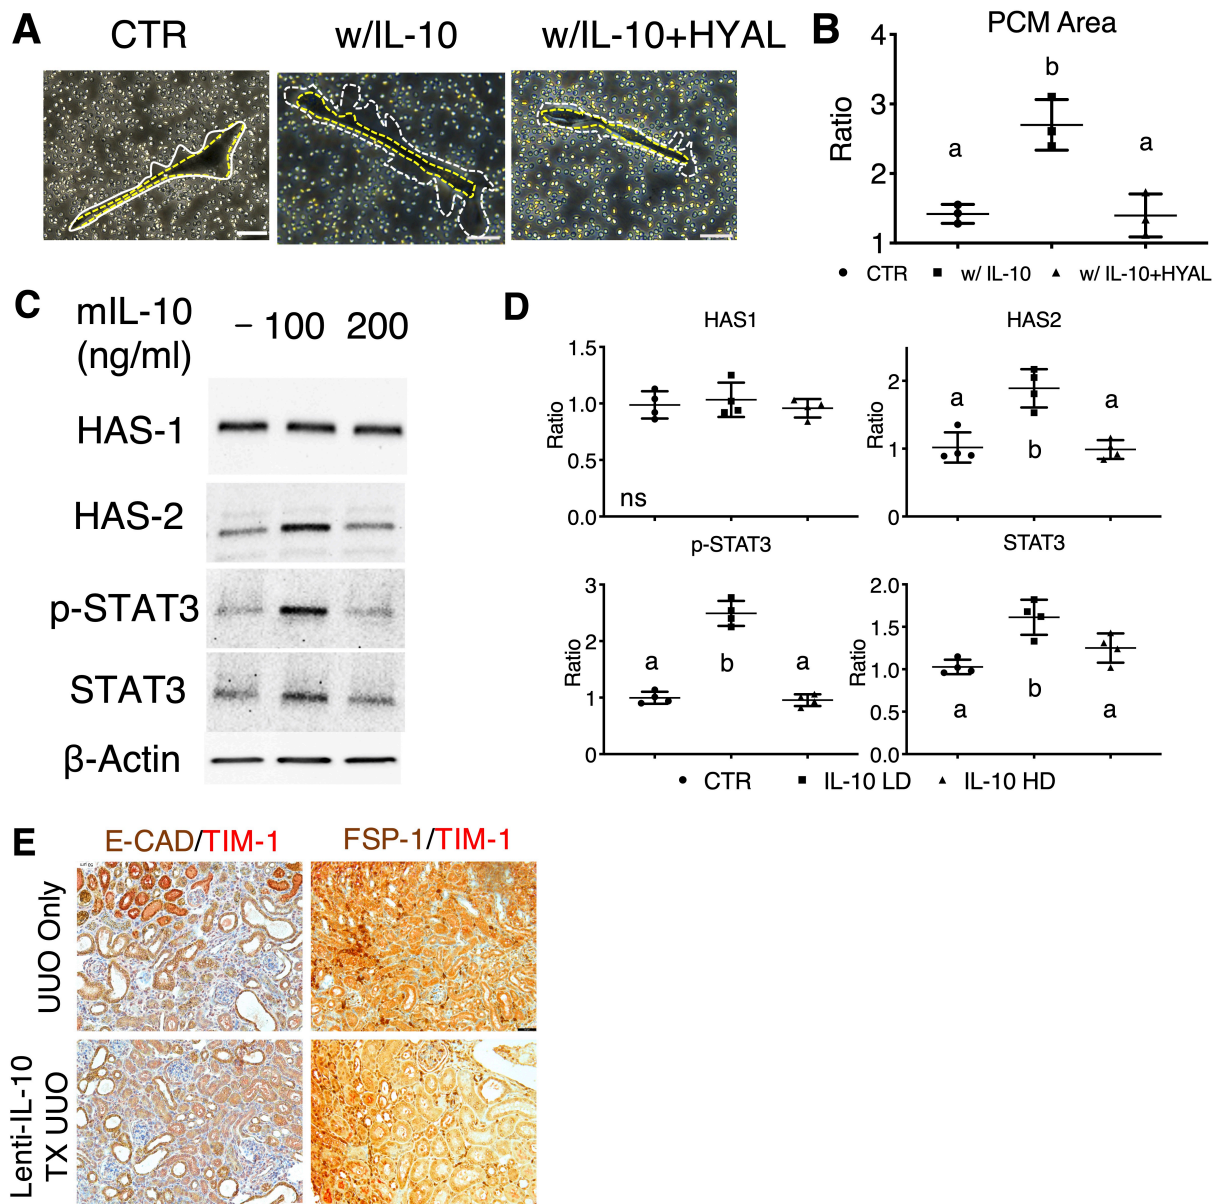 A
CTR
w/IL-10
w/IL-10+HYAL
B
PCM Area
Ratio
4
3
2
1
a
b
a
CTR
w/ IL-10
w/ IL-10+HYAL
C
mIL-10
(ng/ml)
– 100 200
HAS-1
HAS-2
p-STAT3
STAT3
β-Actin
D
HAS1
Ratio
1.5
1.0
0.5
0.0
ns
HAS2
Ratio
2
1
0
a
b
a
p-STAT3
Ratio
3
2
1
0
a
b
a
STAT3
Ratio
2.0
1.5
1.0
0.5
0.0
a
b
a
CTR
IL-10 LD
IL-10 HD
E
E-CAD/TIM-1
FSP-1/TIM-1
UUO Only
Lenti-IL-10
TX UUO